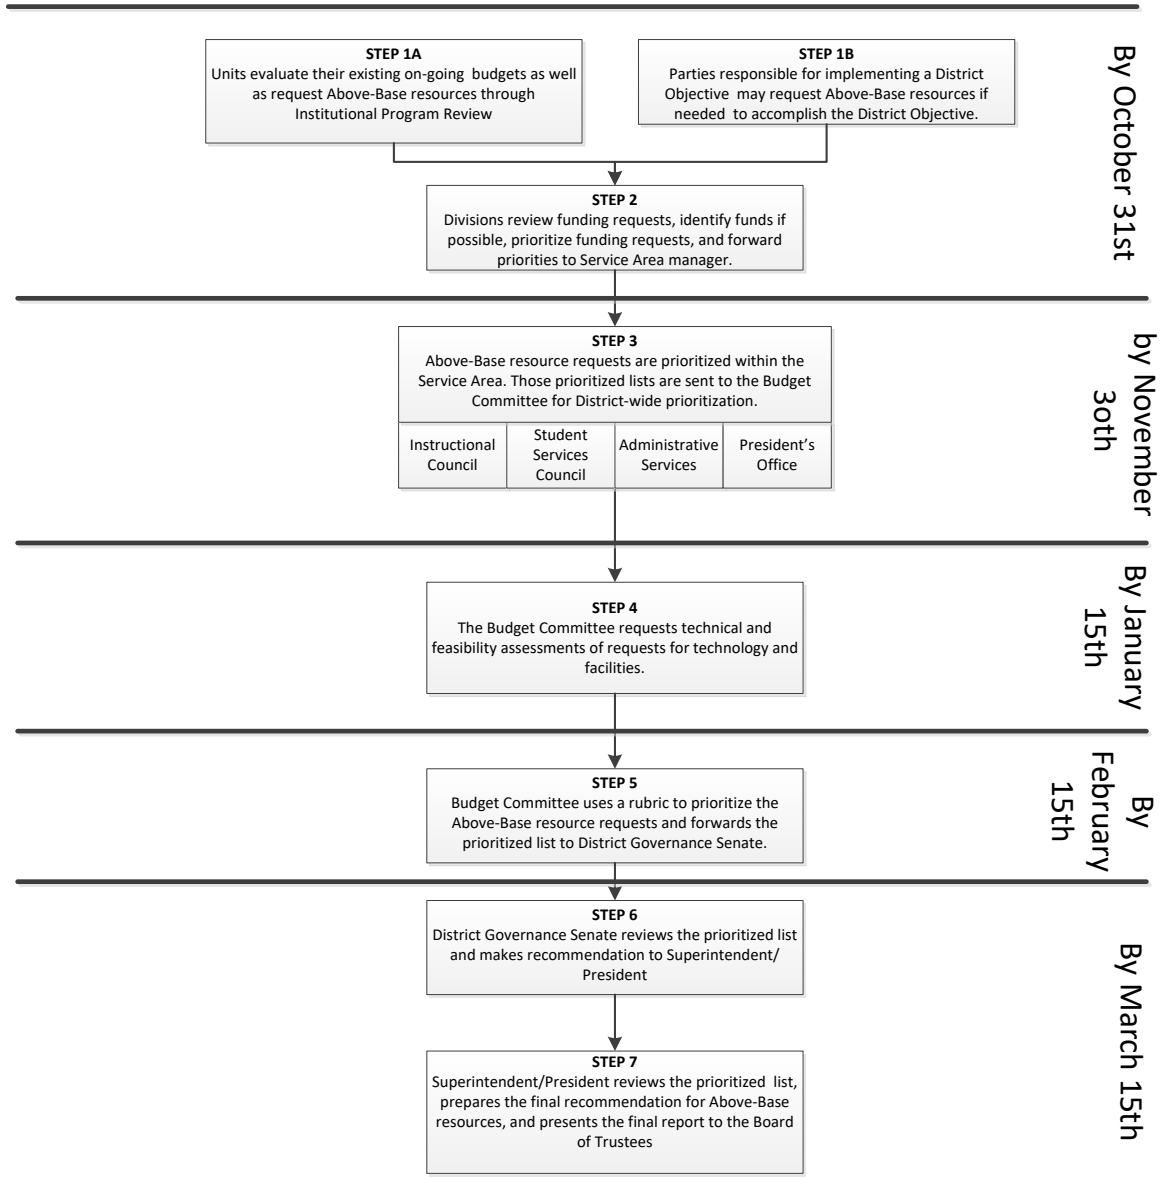 STEP 1A
Units evaluate their existing on-going budgets as well
as request Above-Base resources through
Institutional Program Review
STEP 1B
Parties responsible for implementing a District
Objective may request Above-Base resources if
needed to accomplish the District Objective.
By October 31st
STEP 2
Divisions review funding requests, identify funds if
possible, prioritize funding requests, and forward
priorities to Service Area manager.
STEP 3
Above-Base resource requests are prioritized within the
Service Area. Those prioritized lists are sent to the Budget
Committee for District-wide prioritization.
Instructional
Council
Student
Services
Council
Administrative
Services
President’s
Office
by November
3oth
STEP 4
The Budget Committee requests technical and
feasibility assessments of requests for technology and
facilities.
By January
15th
STEP 5
Budget Committee uses a rubric to prioritize the
Above-Base resource requests and forwards the
prioritized list to District Governance Senate.
By
February
15th
STEP 6
District Governance Senate reviews the prioritized list
and makes recommendation to Superintendent/
President
STEP 7
Superintendent/President reviews the prioritized list,
prepares the final recommendation for Above-Base
resources, and presents the final report to the Board
of Trustees
By March 15th